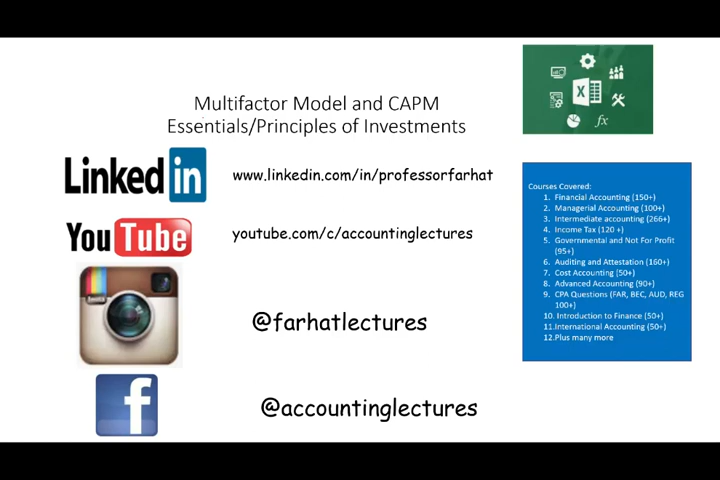 Multifactor Model and CAPM
Essentials/Principles of Investments
Linked in
www.linkedin.com/in/professorfarhat
YouTube
youtube.com/c/accountinglectures
@farhatlectures
f
@accountinglectures
X
fx
Courses Covered:
1. Financial Accounting (150+)
2. Managerial Accounting (100+)
3. Intermediate accounting (266+)
4. Income Tax (120 +)
5. Governmental and Not For Profit
(95+)
6. Auditing and Attestation (160+)
7. Cost Accounting (50+)
8. Advanced Accounting (90+)
9. CPA Questions (FAR, BEC, AUD, REG
100+)
10. Introduction to Finance (50+)
11.International Accounting (50+)
12.Plus many more